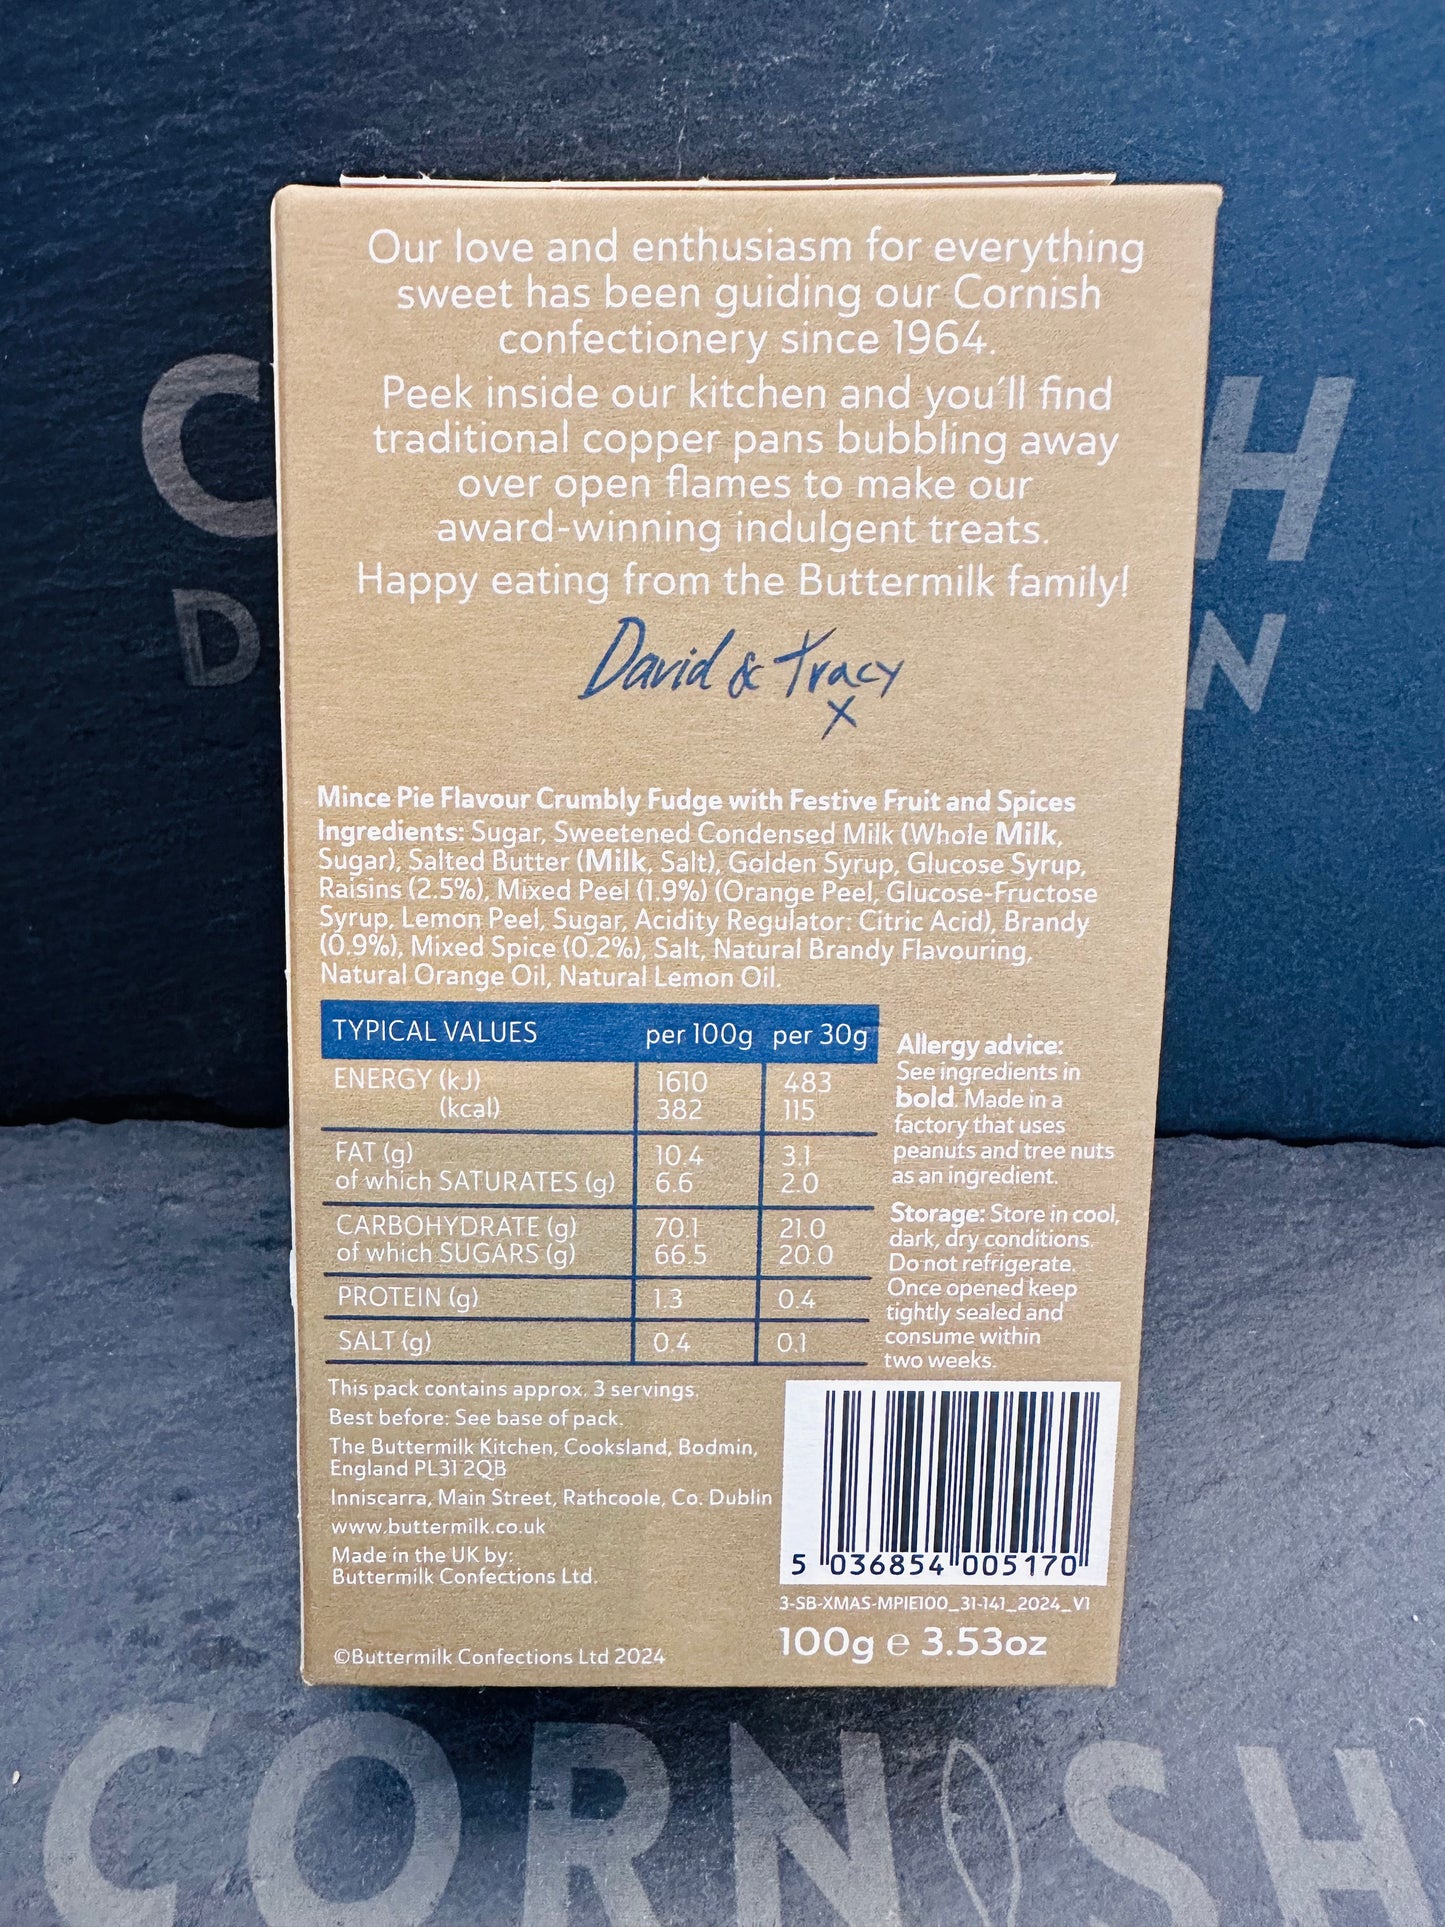 Our love and enthusiasm for everything
sweet has been guiding our Cornish
confectionery since 1964.
Peek inside our kitchen and you'll find
traditional copper pans bubbling away
over open flames to make our
award-winning indulgent treats.
Happy eating from the Buttermilk family!
David & Tracy
x
Mince Pie Flavour Crumbly Fudge with Festive Fruit and Spices
Ingredients: Sugar, Sweetened Condensed Milk (Whole Milk,
Sugar), Salted Butter (Milk, Salt), Golden Syrup, Glucose Syrup,
Raisins (2.5%), Mixed Peel (1.9%) (Orange Peel, Glucose-Fructose
Syrup, Lemon Peel, Sugar, Acidity Regulator: Citric Acid), Brandy
(0.9%), Mixed Spice (0.2%), Salt, Natural Brandy Flavouring,
Natural Orange Oil, Natural Lemon Oil.
TYPICAL VALUES per 100g per 30g
ENERGY (kJ) 1610 483
(kcal) 382 115
FAT (g) 10.4 3.1
of which SATURATES (g) 6.6 2.0
CARBOHYDRATE (g) 70.1 21.0
of which SUGARS (g) 66.5 20.0
PROTEIN (g) 1.3 0.4
SALT (g) 0.4 0.1
Allergy advice:
See ingredients in
bold. Made in a
factory that uses
peanuts and tree nuts
as an ingredient.
Storage: Store in cool,
dark, dry conditions.
Do not refrigerate.
Once opened keep
tightly sealed and
consume within
two weeks.
This pack contains approx. 3 servings.
Best before: See base of pack.
The Buttermilk Kitchen, Cooksland, Bodmin,
England PL31 2QB
Inniscarra, Main Street, Rathcoole, Co. Dublin
www.buttermilk.co.uk
Made in the UK by:
Buttermilk Confections Ltd.
©Buttermilk Confections Ltd 2024
5 036854 005170
3-SB-XMAS-MPIE100_31-141_2024_V1
100g e 3.53oz
CORNISH